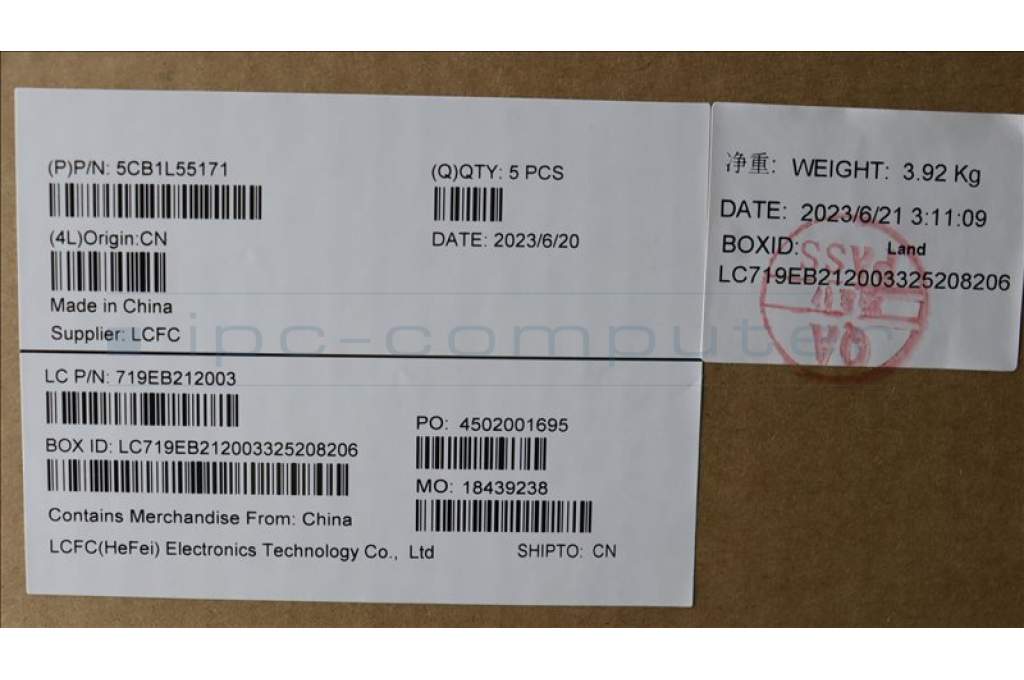 (P)P/N: 5CB1L55171
(Q)QTY: 5 PCS
(4L)Origin:CN
DATE: 2023/6/20
Made in China
Supplier: LCFC
净重: WEIGHT: 3.92 Kg
DATE: 2023/6/21 3:11:09
BOXID: Land
LC719EB212003325208206
PASS
QA
ipc-computer
LC P/N: 719EB212003
BOX ID: LC719EB212003325208206
PO: 4502001695
MO: 18439238
Contains Merchandise From: China
LCFC(HeFei) Electronics Technology Co., Ltd
SHIPTO: CN